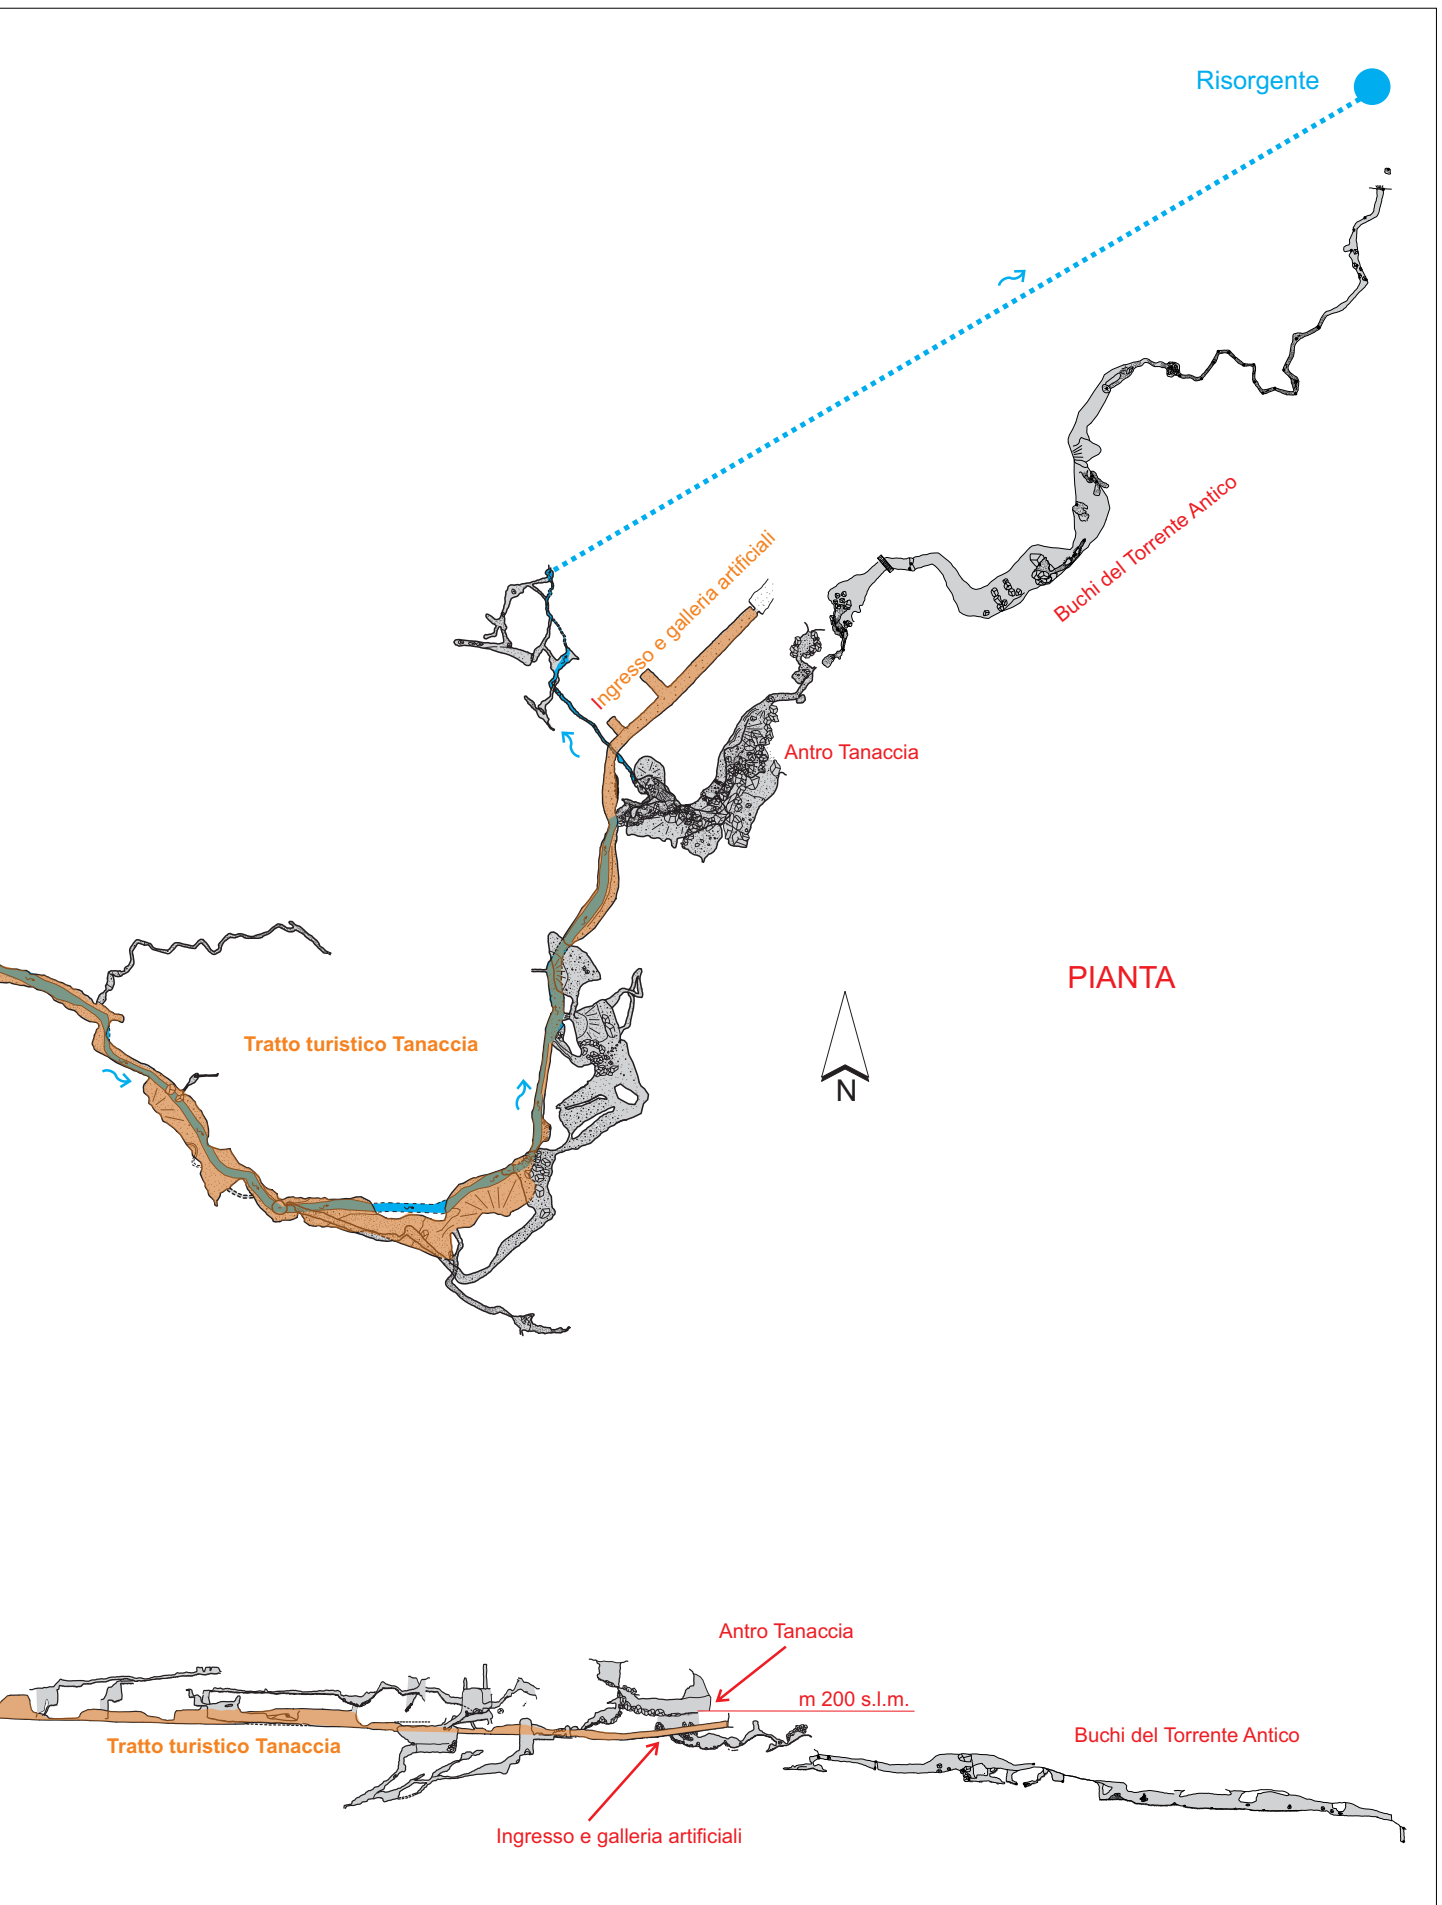 Risorgente
Buchi del Torrente Antico
Ingresso e galleria artificiali
Antro Tanaccia
PIANTA
Tratto turistico Tanaccia
N
Antro Tanaccia
m 200 s.l.m.
Buchi del Torrente Antico
Tratto turistico Tanaccia
Ingresso e galleria artificiali